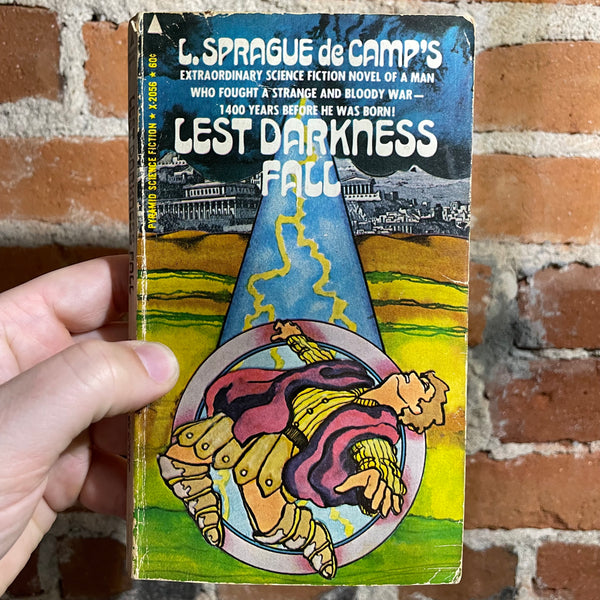 L. SPRAGUE de CAMP'S
EXTRAORDINARY SCIENCE FICTION NOVEL OF A MAN
WHO FOUGHT A STRANGE AND BLOODY WAR—
1400 YEARS BEFORE HE WAS BORN!
LEST DARKNESS
FALL
PYRAMID SCIENCE FICTION ★ X-2056 ★ 60¢